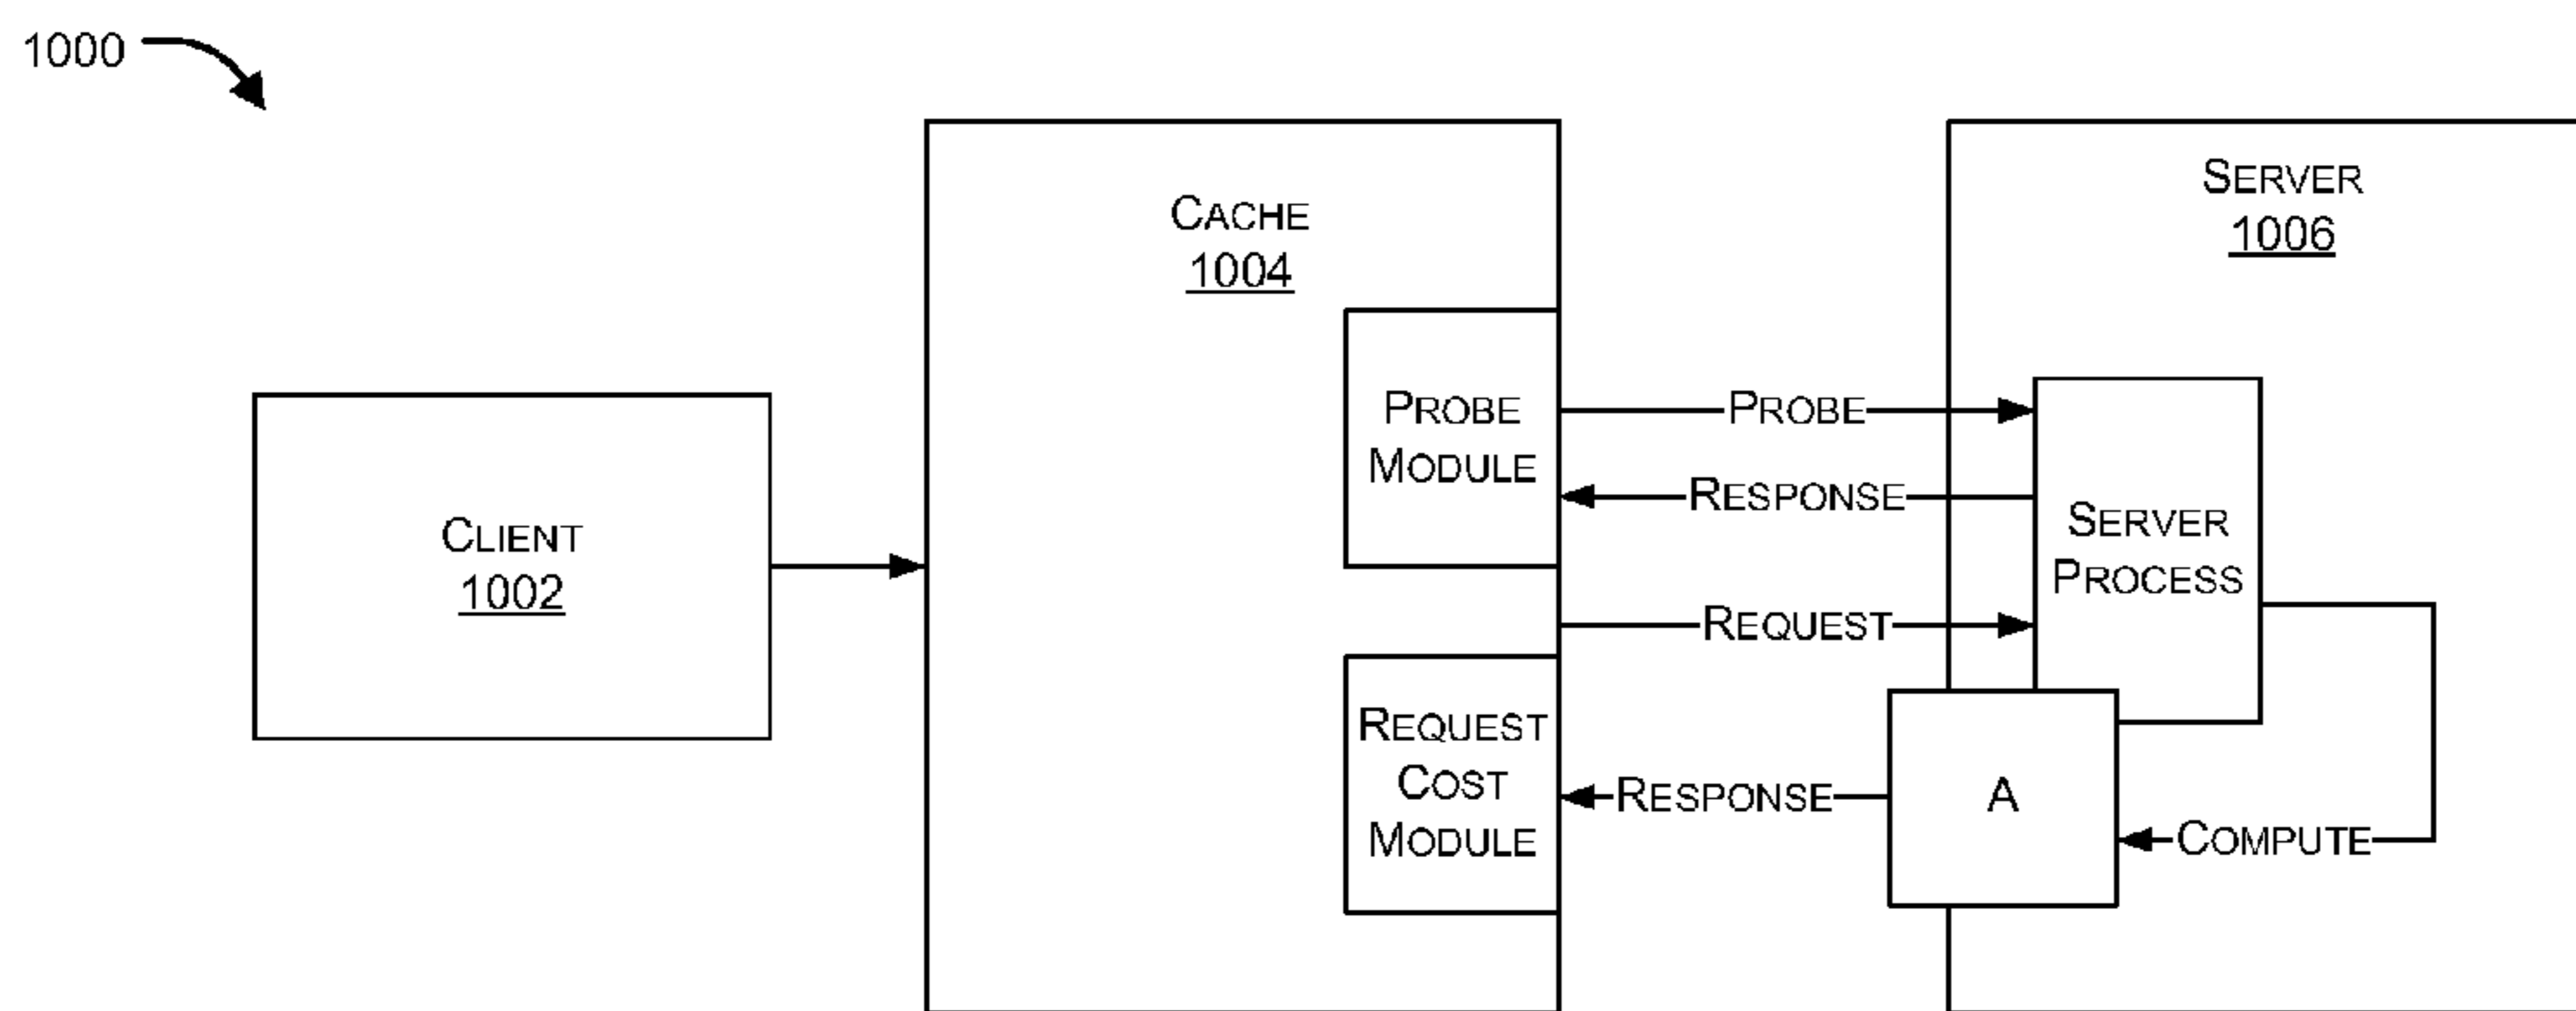 1000
SERVER
1006
CACHE
1004
PROBE
MODULE
PROBE
RESPONSE
SERVER
PROCESS
CLIENT
1002
REQUEST
REQUEST
COST
MODULE
RESPONSE
A
COMPUTE